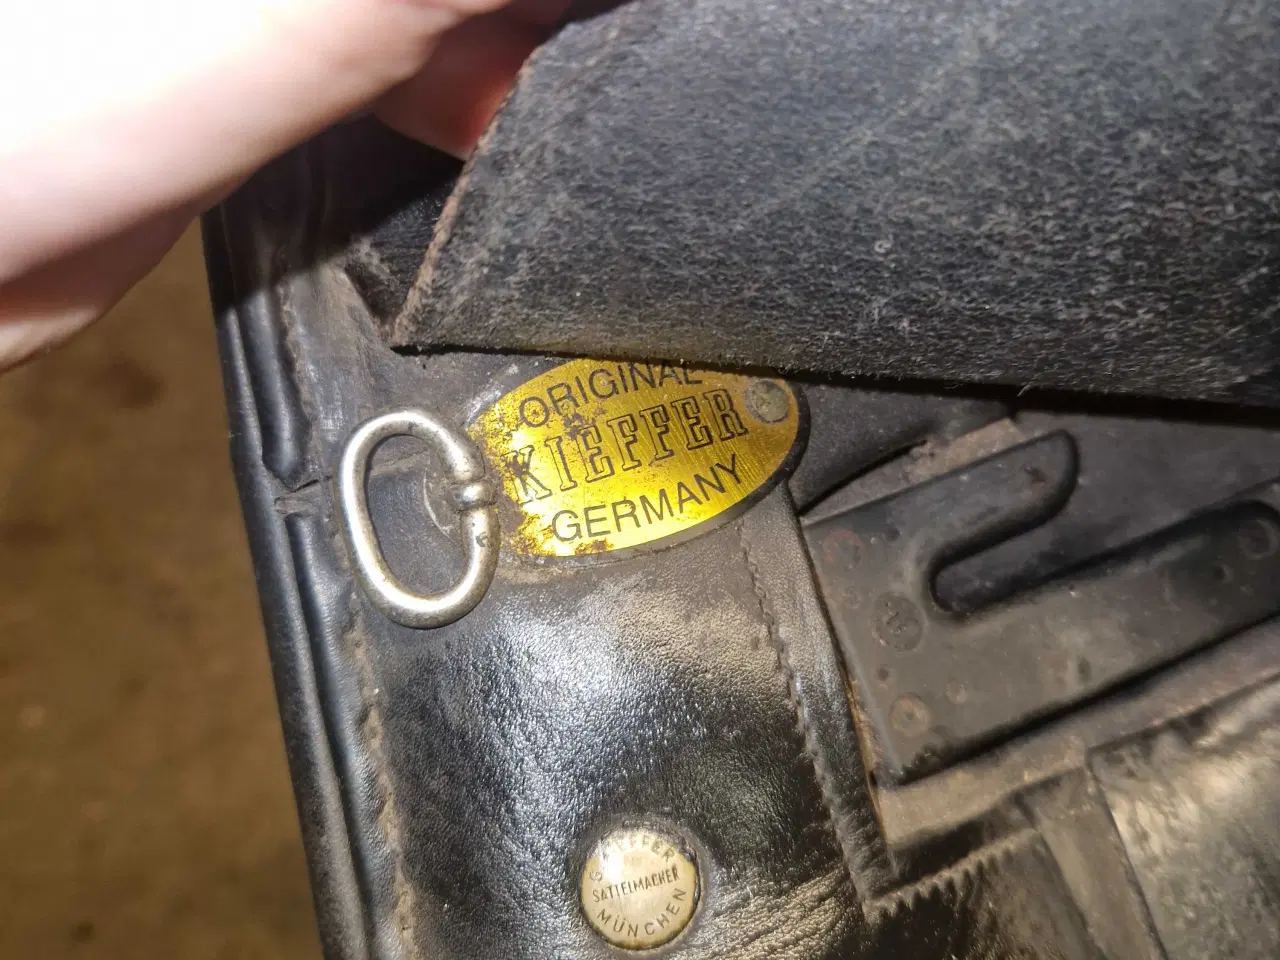 ORIGINAL
KIEFFER
GERMANY
KIEFFER
SATTELMACHER
MÜNCHEN